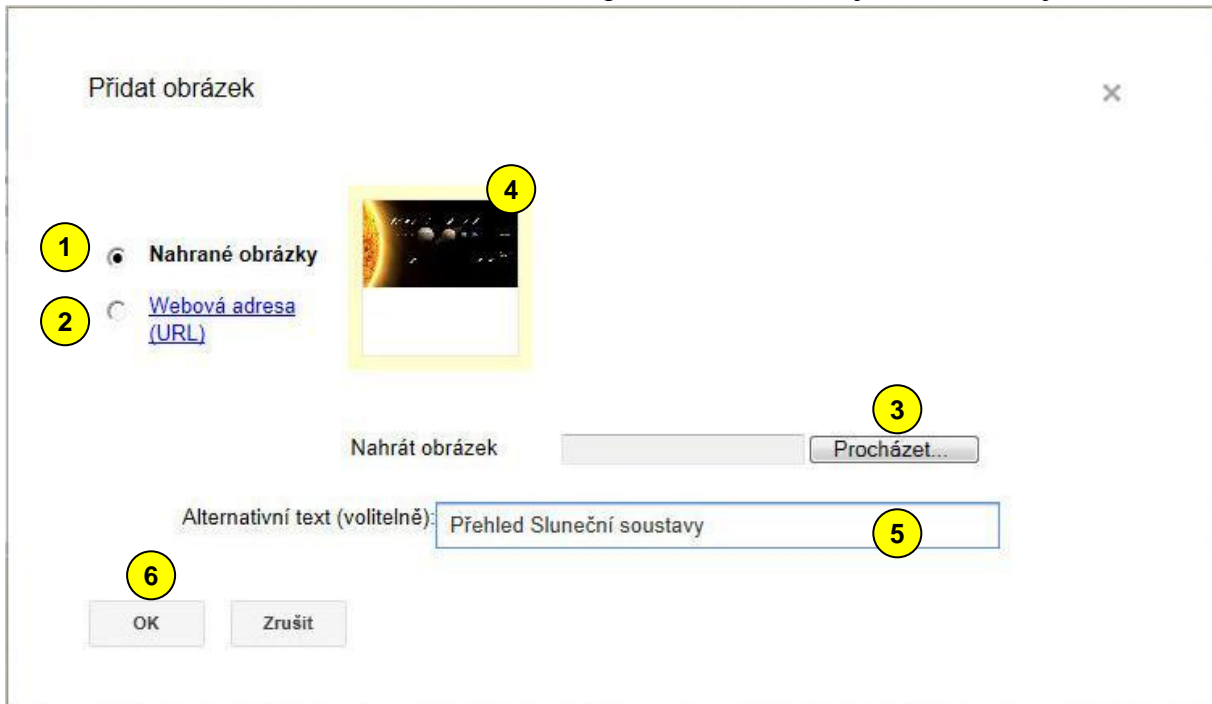 Přidat obrázek
4
1
Nahrané obrázky
2
Webová adresa
(URL)
3
Nahrát obrázek
Procházet...
Alternativní text (volitelně):
Přehled Sluneční soustavy
5
6
OK
Zrušit